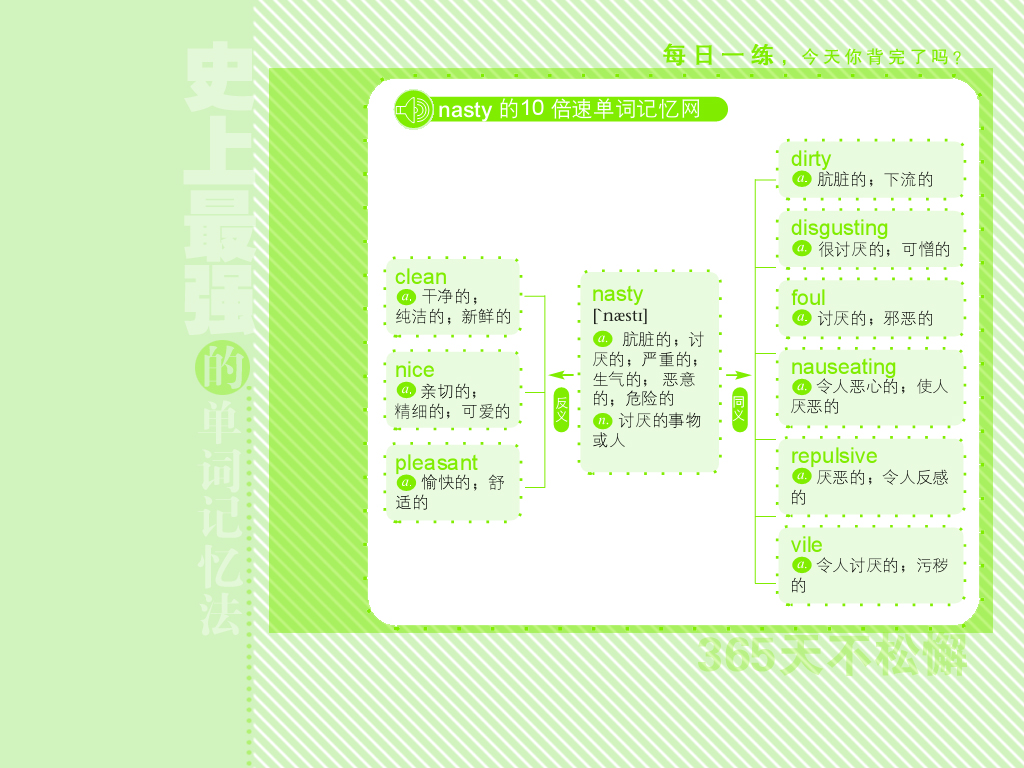 每日一练，今天你背完了吗？
史上最强的单词记忆法
nasty 的10 倍速单词记忆网
clean
a. 干净的；
纯洁的；新鲜的
nice
a. 亲切的；
精细的；可爱的
pleasant
a. 愉快的；舒
适的
反义
nasty
[`næstɪ]
a. 肮脏的；讨
厌的；严重的；
生气的； 恶意
的；危险的
n. 讨厌的事物
或人
同义
dirty
a. 肮脏的；下流的
disgusting
a. 很讨厌的；可憎的
foul
a. 讨厌的；邪恶的
nauseating
a. 令人恶心的；使人
厌恶的
repulsive
a. 厌恶的；令人反感
的
vile
a. 令人讨厌的；污秽
的
365天不松懈